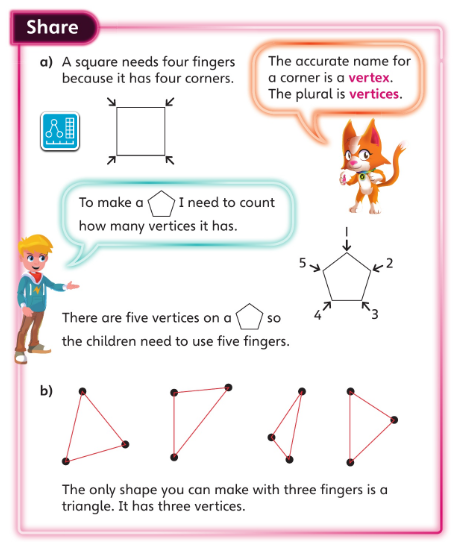 Share
a) A square needs four fingers
because it has four corners.
The accurate name for
a corner is a vertex.
The plural is vertices.
To make a I need to count
how many vertices it has.
1
5 2
4 3
There are five vertices on a so
the children need to use five fingers.
b)
The only shape you can make with three fingers is a
triangle. It has three vertices.